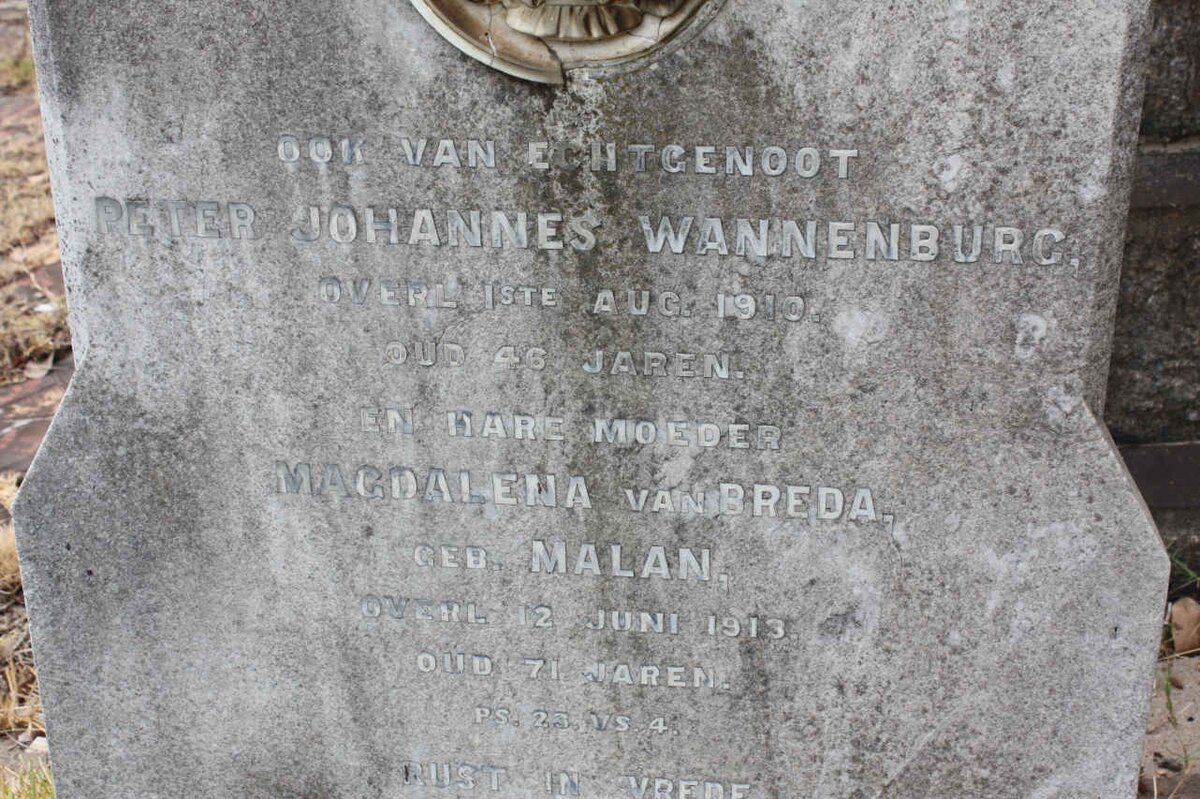 OOK VAN ECHTGENOOT
PETER JOHANNES WANNENBURG,
OVERL 1STE AUG. 1910.
OUD 46 JAREN.
EN HARE MOEDER
MAGDALENA VAN BREDA,
GEB. MALAN,
OVERL 12 JUNI 1913.
OUD 71 JAREN.
PS. 23. VS. 4.
RUST IN VREDE